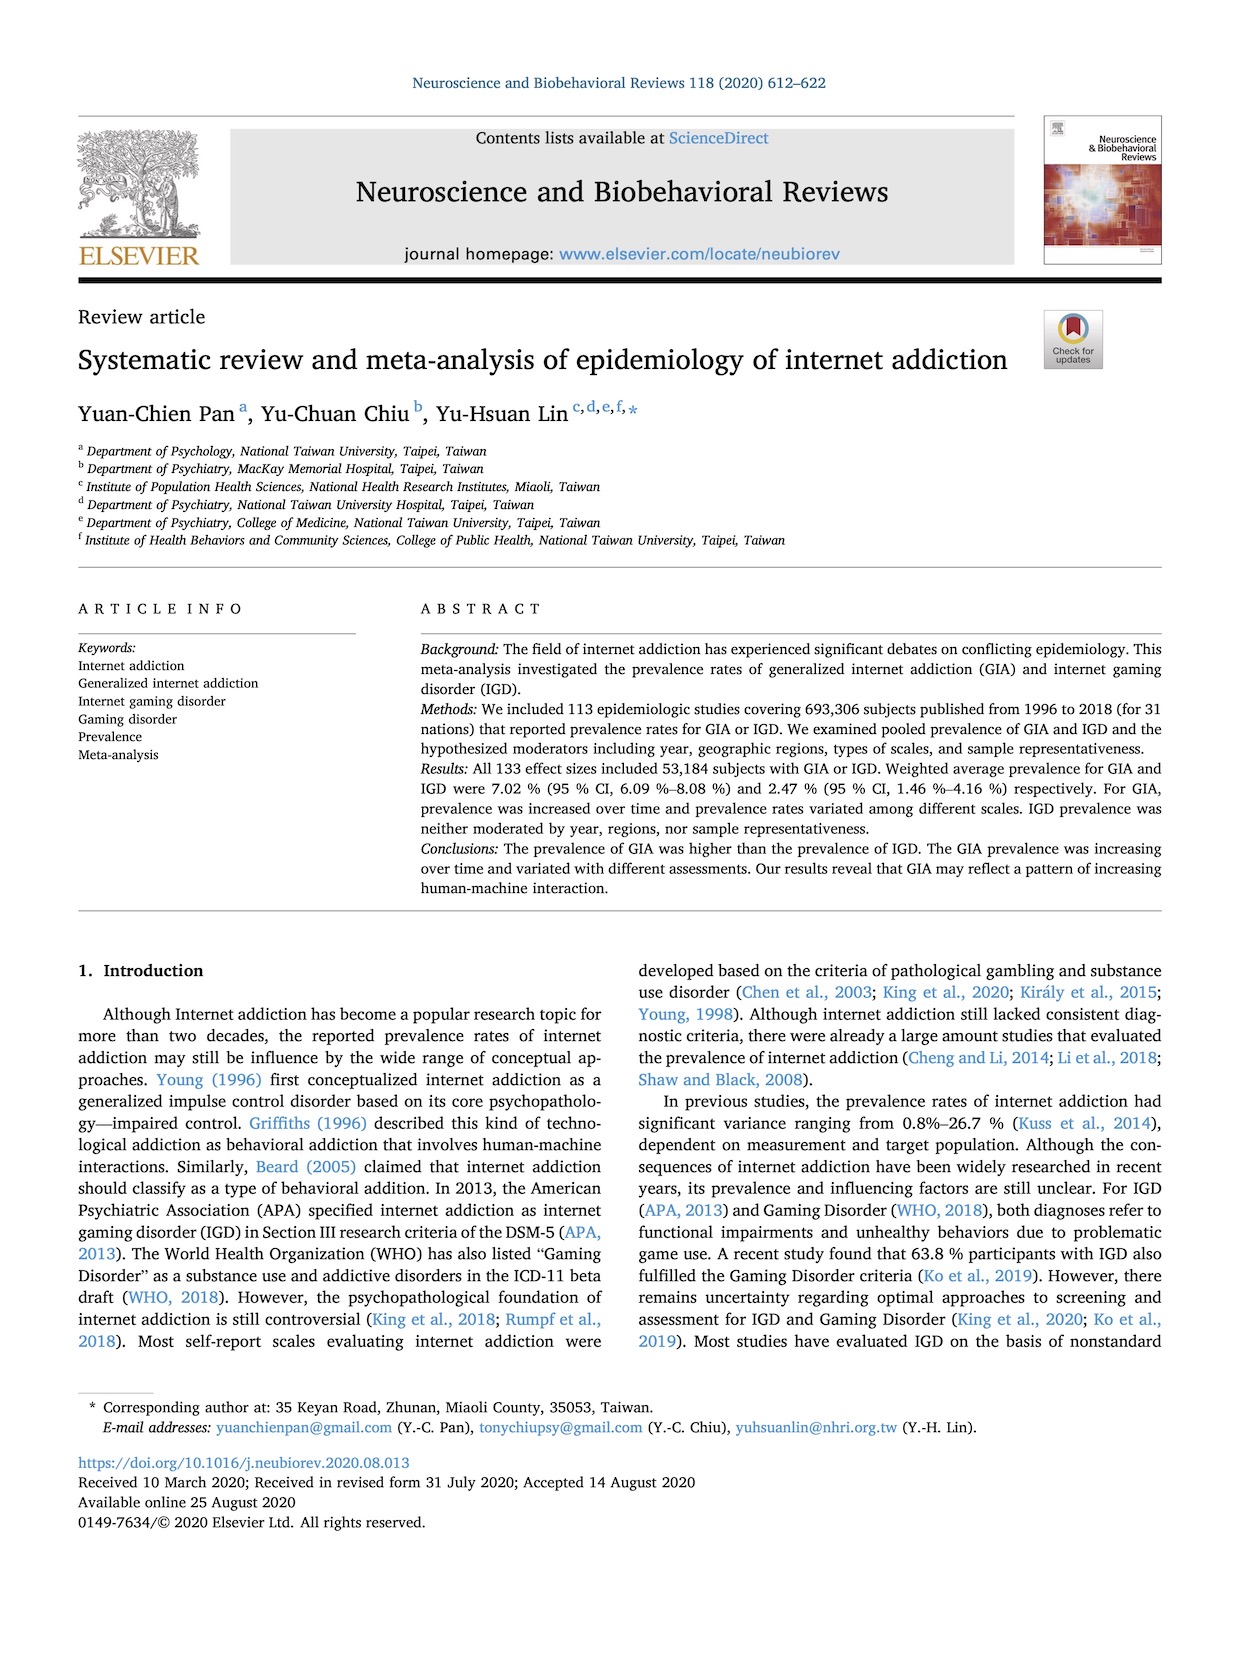 Neuroscience and Biobehavioral Reviews 118 (2020) 612–622
Contents lists available at ScienceDirect
Neuroscience and Biobehavioral Reviews
journal homepage: www.elsevier.com/locate/neubiorev
ELSEVIER
Neuroscience
& Biobehavioral
Reviews
Review article
Systematic review and meta-analysis of epidemiology of internet addiction
Check for
updates
Yuan-Chien Pan a, Yu-Chuan Chiu b, Yu-Hsuan Lin c,d,e,f,*
a Department of Psychology, National Taiwan University, Taipei, Taiwan
b Department of Psychiatry, MacKay Memorial Hospital, Taipei, Taiwan
c Institute of Population Health Sciences, National Health Research Institutes, Miaoli, Taiwan
d Department of Psychiatry, National Taiwan University Hospital, Taipei, Taiwan
e Department of Psychiatry, College of Medicine, National Taiwan University, Taipei, Taiwan
f Institute of Health Behaviors and Community Sciences, College of Public Health, National Taiwan University, Taipei, Taiwan
ARTICLE INFO
Keywords:
Internet addiction
Generalized internet addiction
Internet gaming disorder
Gaming disorder
Prevalence
Meta-analysis
ABSTRACT
Background: The field of internet addiction has experienced significant debates on conflicting epidemiology. This
meta-analysis investigated the prevalence rates of generalized internet addiction (GIA) and internet gaming
disorder (IGD).
Methods: We included 113 epidemiologic studies covering 693,306 subjects published from 1996 to 2018 (for 31
nations) that reported prevalence rates for GIA or IGD. We examined pooled prevalence of GIA and IGD and the
hypothesized moderators including year, geographic regions, types of scales, and sample representativeness.
Results: All 133 effect sizes included 53,184 subjects with GIA or IGD. Weighted average prevalence for GIA and
IGD were 7.02 % (95 % CI, 6.09 %–8.08 %) and 2.47 % (95 % CI, 1.46 %–4.16 %) respectively. For GIA,
prevalence was increased over time and prevalence rates variated among different scales. IGD prevalence was
neither moderated by year, regions, nor sample representativeness.
Conclusions: The prevalence of GIA was higher than the prevalence of IGD. The GIA prevalence was increasing
over time and variated with different assessments. Our results reveal that GIA may reflect a pattern of increasing
human-machine interaction.
1. Introduction
Although Internet addiction has become a popular research topic for
more than two decades, the reported prevalence rates of internet
addiction may still be influence by the wide range of conceptual ap-
proaches. Young (1996) first conceptualized internet addiction as a
generalized impulse control disorder based on its core psychopatholo-
gy—impaired control. Griffiths (1996) described this kind of techno-
logical addiction as behavioral addiction that involves human-machine
interactions. Similarly, Beard (2005) claimed that internet addiction
should classify as a type of behavioral addition. In 2013, the American
Psychiatric Association (APA) specified internet addiction as internet
gaming disorder (IGD) in Section III research criteria of the DSM-5 (APA,
2013). The World Health Organization (WHO) has also listed “Gaming
Disorder” as a substance use and addictive disorders in the ICD-11 beta
draft (WHO, 2018). However, the psychopathological foundation of
internet addiction is still controversial (King et al., 2018; Rumpf et al.,
2018). Most self-report scales evaluating internet addiction were
developed based on the criteria of pathological gambling and substance
use disorder (Chen et al., 2003; King et al., 2020; Király et al., 2015;
Young, 1998). Although internet addiction still lacked consistent diag-
nostic criteria, there were already a large amount studies that evaluated
the prevalence of internet addiction (Cheng and Li, 2014; Li et al., 2018;
Shaw and Black, 2008).
In previous studies, the prevalence rates of internet addiction had
significant variance ranging from 0.8%–26.7 % (Kuss et al., 2014),
dependent on measurement and target population. Although the con-
sequences of internet addiction have been widely researched in recent
years, its prevalence and influencing factors are still unclear. For IGD
(APA, 2013) and Gaming Disorder (WHO, 2018), both diagnoses refer to
functional impairments and unhealthy behaviors due to problematic
game use. A recent study found that 63.8 % participants with IGD also
fulfilled the Gaming Disorder criteria (Ko et al., 2019). However, there
remains uncertainty regarding optimal approaches to screening and
assessment for IGD and Gaming Disorder (King et al., 2020; Ko et al.,
2019). Most studies have evaluated IGD on the basis of nonstandard
* Corresponding author at: 35 Keyan Road, Zhunan, Miaoli County, 35053, Taiwan.
E-mail addresses: yuanchienpan@gmail.com (Y.-C. Pan), tonychiupsy@gmail.com (Y.-C. Chiu), yuhsuanlin@nhri.org.tw (Y.-H. Lin).
https://doi.org/10.1016/j.neubiorev.2020.08.013
Received 10 March 2020; Received in revised form 31 July 2020; Accepted 14 August 2020
Available online 25 August 2020
0149-7634/© 2020 Elsevier Ltd. All rights reserved.